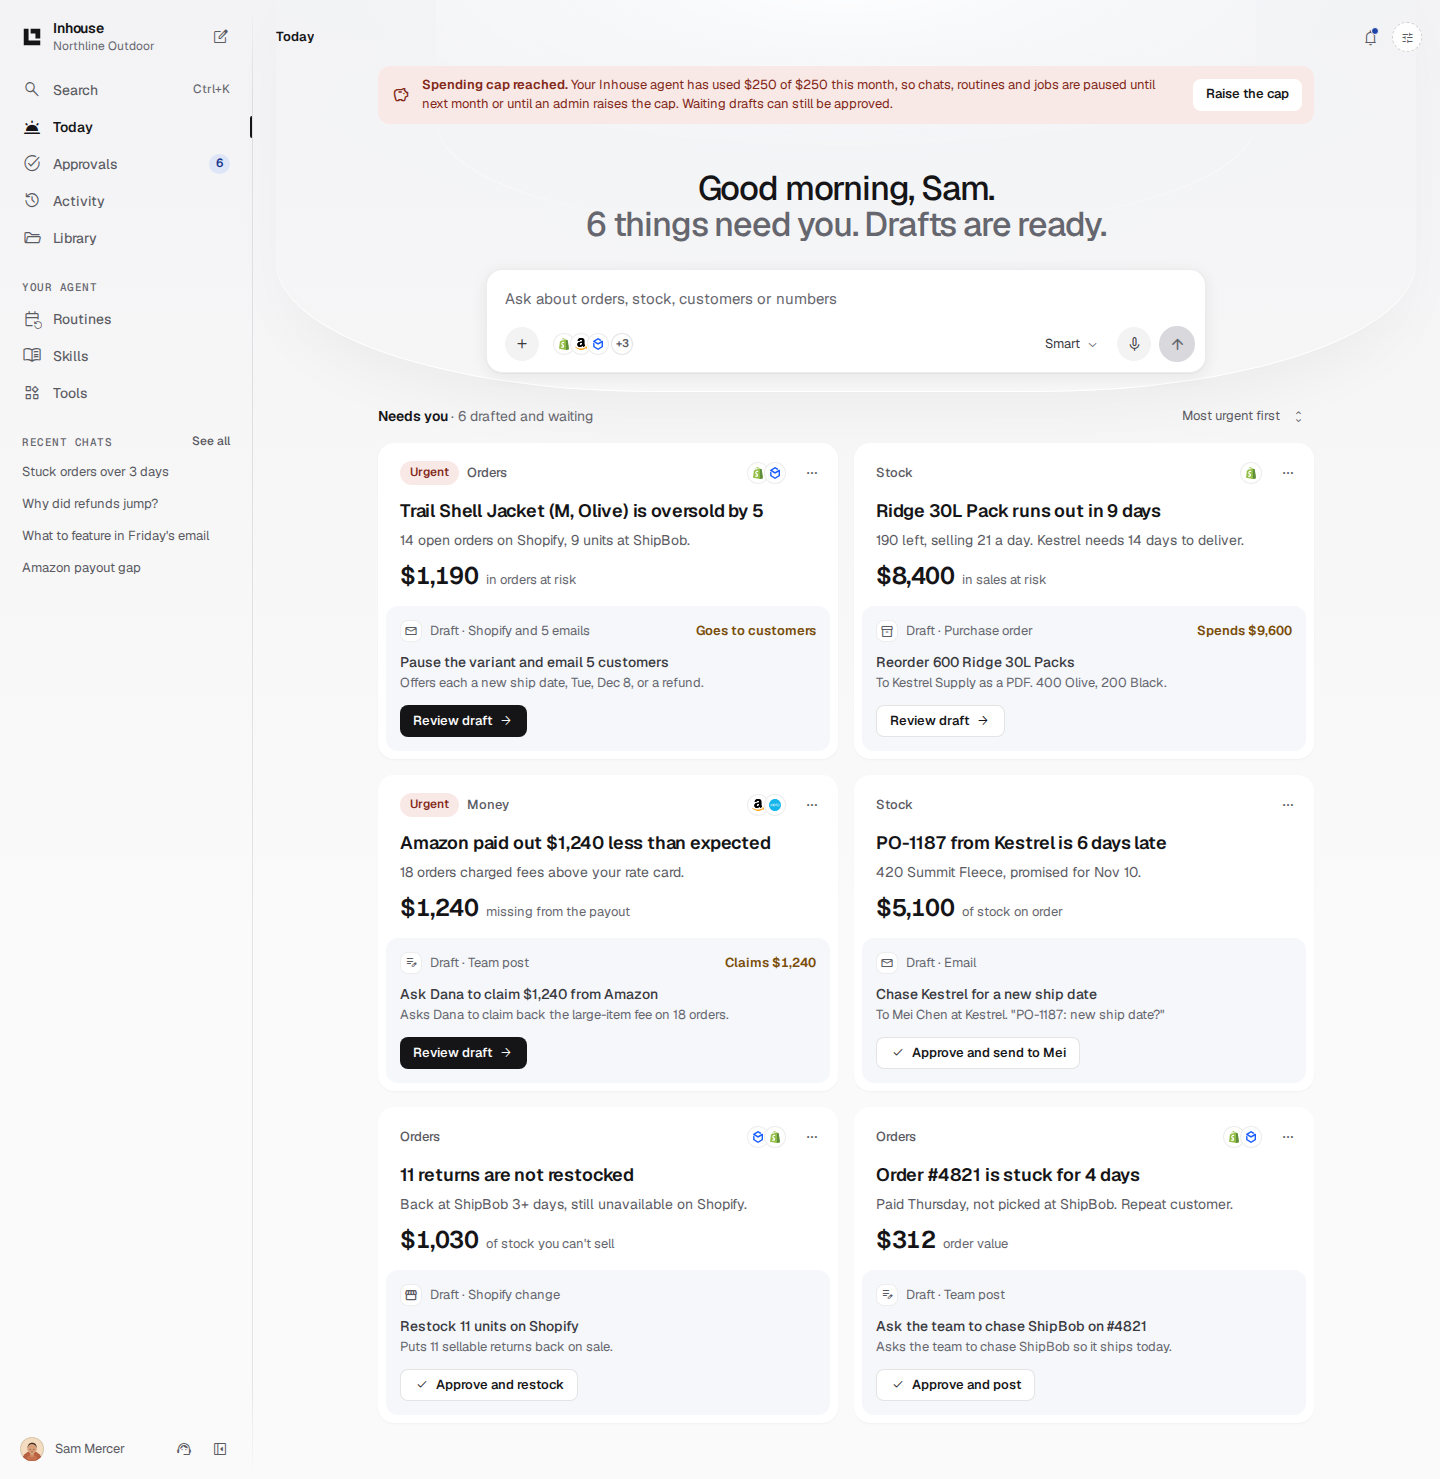 Inhouse
Northline Outdoor
Search
Ctrl+K
Today
Approvals
6
Activity
Library
YOUR AGENT
Routines
Skills
Tools
RECENT CHATS
See all
Stuck orders over 3 days
Why did refunds jump?
What to feature in Friday's email
Amazon payout gap
Sam Mercer
Today
Spending cap reached. Your Inhouse agent has used $250 of $250 this month, so chats, routines and jobs are paused until
next month or until an admin raises the cap. Waiting drafts can still be approved.
Raise the cap
Good morning, Sam.
6 things need you. Drafts are ready.
Ask about orders, stock, customers or numbers
+3
Smart
Needs you · 6 drafted and waiting
Most urgent first
Urgent
Orders
Trail Shell Jacket (M, Olive) is oversold by 5
14 open orders on Shopify, 9 units at ShipBob.
$1,190 in orders at risk
Draft · Shopify and 5 emails
Goes to customers
Pause the variant and email 5 customers
Offers each a new ship date, Tue, Dec 8, or a refund.
Review draft
Stock
Ridge 30L Pack runs out in 9 days
190 left, selling 21 a day. Kestrel needs 14 days to deliver.
$8,400 in sales at risk
Draft · Purchase order
Spends $9,600
Reorder 600 Ridge 30L Packs
To Kestrel Supply as a PDF. 400 Olive, 200 Black.
Review draft
Urgent
Money
Amazon paid out $1,240 less than expected
18 orders charged fees above your rate card.
$1,240 missing from the payout
Draft · Team post
Claims $1,240
Ask Dana to claim $1,240 from Amazon
Asks Dana to claim back the large-item fee on 18 orders.
Review draft
Stock
PO-1187 from Kestrel is 6 days late
420 Summit Fleece, promised for Nov 10.
$5,100 of stock on order
Draft · Email
Chase Kestrel for a new ship date
To Mei Chen at Kestrel. "PO-1187: new ship date?"
Approve and send to Mei
Orders
11 returns are not restocked
Back at ShipBob 3+ days, still unavailable on Shopify.
$1,030 of stock you can't sell
Draft · Shopify change
Restock 11 units on Shopify
Puts 11 sellable returns back on sale.
Approve and restock
Orders
Order #4821 is stuck for 4 days
Paid Thursday, not picked at ShipBob. Repeat customer.
$312 order value
Draft · Team post
Ask the team to chase ShipBob on #4821
Asks the team to chase ShipBob so it ships today.
Approve and post